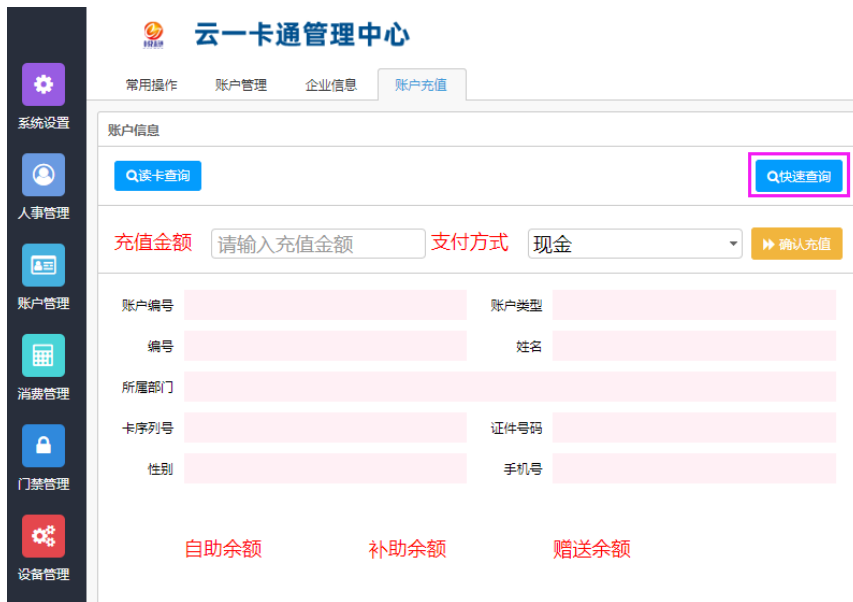 云一卡通管理中心
常用操作 账户管理 企业信息 账户充值
系统设置
账户信息
读卡查询 快速查询
人事管理
充值金额 请输入充值金额 支付方式 现金 确认充值
账户管理
账户编号 账户类型
编号 姓名
消费管理
所属部门
卡序列号 证件号码
性别 手机号
门禁管理
自助余额 补助余额 赠送余额
设备管理